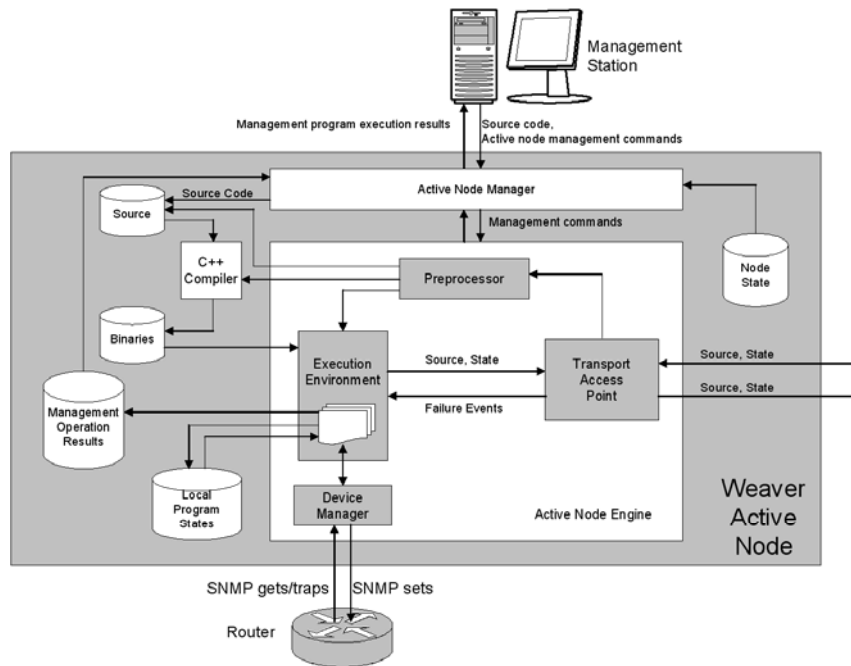 Management
Station
Management program execution results
Source code,
Active node management commands
Active Node Manager
Source Code
Source
Management commands
C++
Compiler
Preprocessor
Node
State
Binaries
Execution
Environment
Source, State
Transport
Access
Point
Source, State
Source, State
Failure Events
Management
Operation
Results
Local
Program
States
Device
Manager
Active Node Engine
Weaver
Active
Node
SNMP gets/traps
SNMP sets
Router